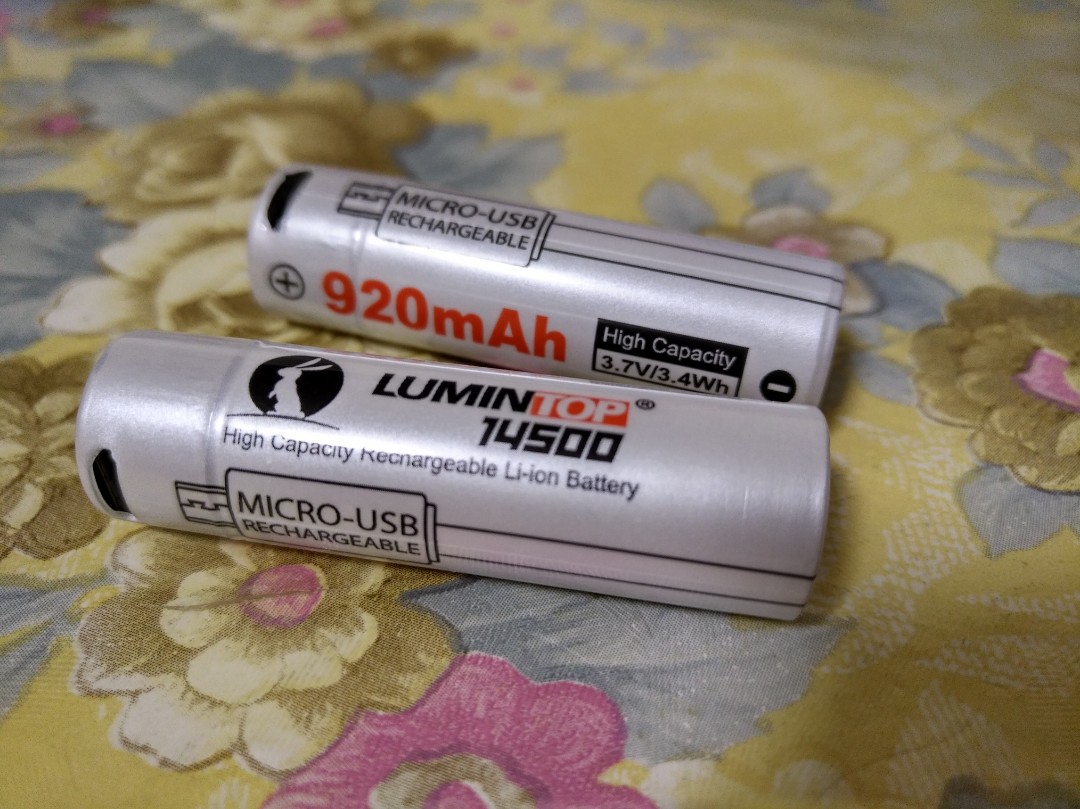 MICRO-USB
RECHARGEABLE
+
920mAh
High Capacity
3.7V/3.4Wh
-
LUMINTOP®
14500
High Capacity Rechargeable Li-ion Battery
MICRO-USB
RECHARGEABLE